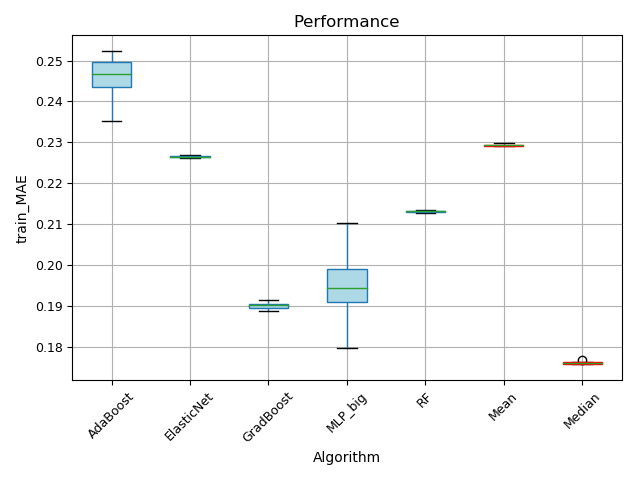 Performance
0.25
0.24
0.23
0.22
0.21
0.20
0.19
0.18
train_MAE
AdaBoost
ElasticNet
GradBoost
MLP_big
RF
Mean
Median
Algorithm